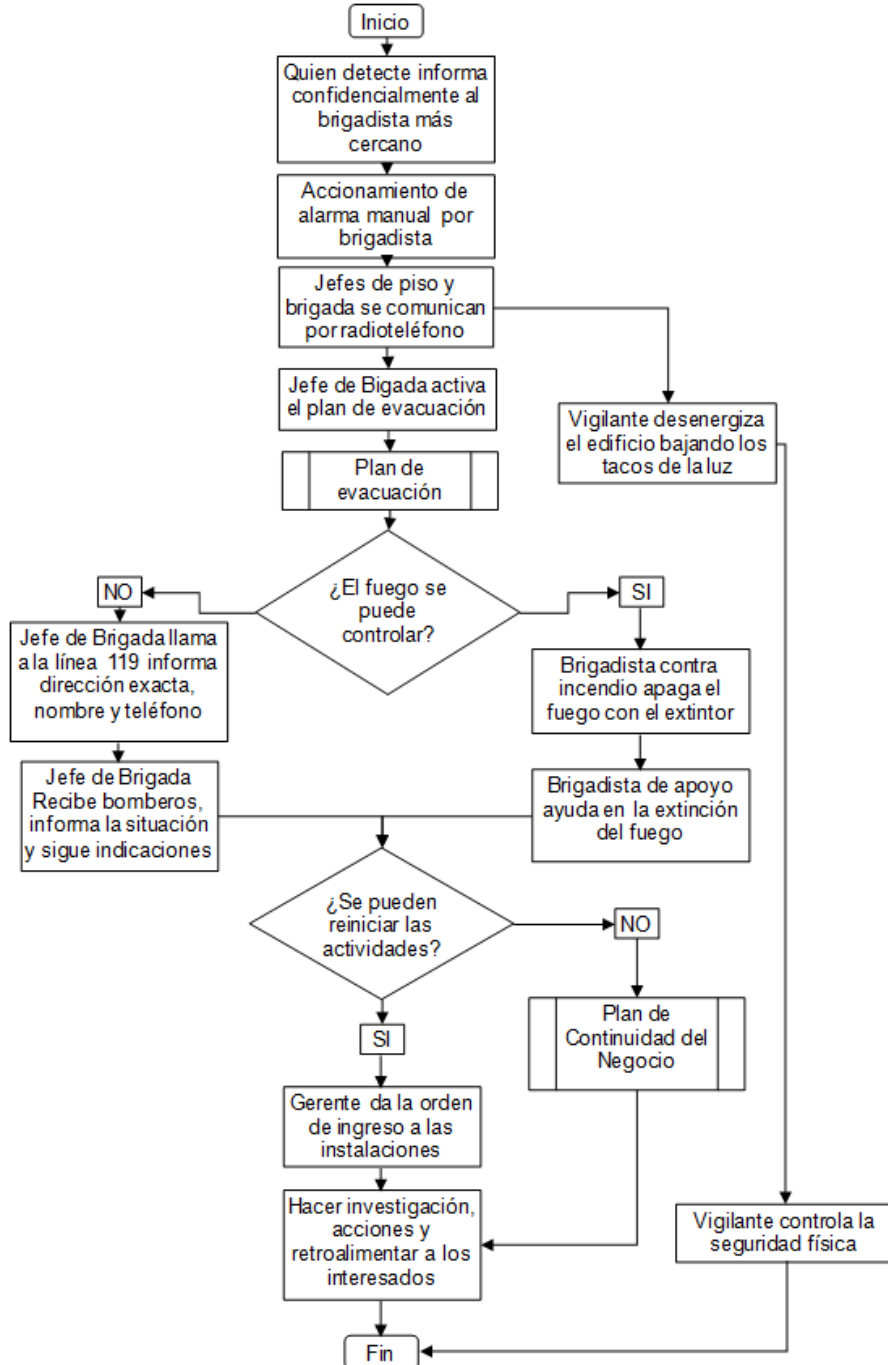 Inicio
Quien detecte informa
confidencialmente al
brigadista más
cercano
Accionamiento de
alarma manual por
brigadista
Jefes de piso y
brigada se comunican
por radioteléfono
Jefe de Bigada activa
el plan de evacuación
Vigilante desenergiza
el edificio bajando los
tacos de la luz
Plan de
evacuación
¿El fuego se
puede
controlar?
NO
SI
Jefe de Brigada llama
a la línea 119 informa
dirección exacta,
nombre y teléfono
Brigadista contra
incendio apaga el
fuego con el extintor
Jefe de Brigada
Recibe bomberos,
informa la situación
y sigue indicaciones
Brigadista de apoyo
ayuda en la extinción
del fuego
¿Se pueden
reiniciar las
actividades?
NO
SI
Plan de
Continuidad del
Negocio
Gerente da la orden
de ingreso a las
instalaciones
Hacer investigación,
acciones y
retroalimentar a los
interesados
Vigilante controla la
seguridad física
Fin